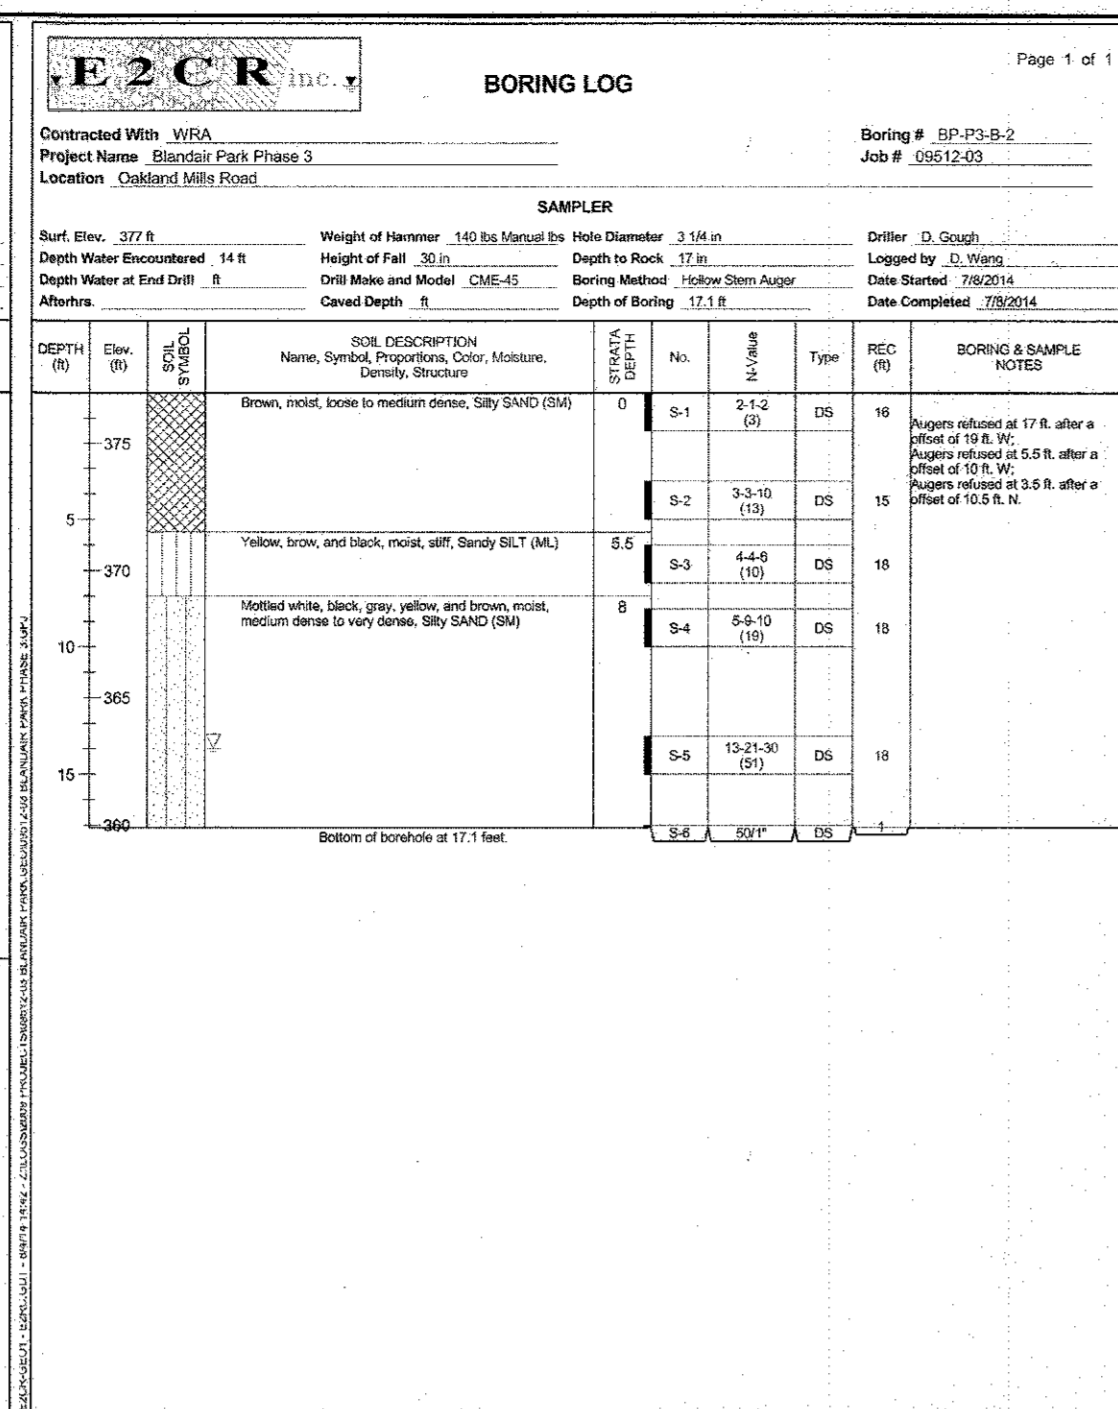 E2CR inc.
Page 1 of 1
BORING LOG
Contracted With WRA
Boring # BP-P3-B-2
Project Name Blandair Park Phase 3
Job # 09512-03
Location Oakland Mills Road
SAMPLER
Surf. Elev. 377 ft
Weight of Hammer 140 lbs Manual lbs
Hole Diameter 3 1/4 in
Driller D. Gough
Depth Water Encountered 14 ft
Height of Fall 30 in
Depth to Rock 17 in
Logged by D. Wang
Depth Water at End Drill ft
Drill Make and Model CME-45
Boring Method Hollow Stem Auger
Date Started 7/8/2014
Afterhrs.
Caved Depth ft
Depth of Boring 17.1 ft
Date Completed 7/8/2014
DEPTH (ft)
Elev. (ft)
SOIL SYMBOL
SOIL DESCRIPTION
Name, Symbol, Proportions, Color, Moisture,
Density, Structure
STRATA DEPTH
No.
N-Value
Type
REC (ft)
BORING & SAMPLE
NOTES
Brown, moist, loose to medium dense, Silty SAND (SM)
0
S-1
2-1-2
(3)
DS
16
Augers refused at 17 ft. after a
offset of 19 ft. W;
Augers refused at 5.5 ft. after a
offset of 10 ft. W;
Augers refused at 3.5 ft. after a
offset of 10.5 ft. N.
375
S-2
3-3-10
(13)
DS
15
5
Yellow, brow, and black, moist, stiff, Sandy SILT (ML)
5.5
370
S-3
4-4-6
(10)
DS
18
Mottled white, black, gray, yellow, and brown, moist,
medium dense to very dense, Silty SAND (SM)
8
S-4
5-9-10
(19)
DS
18
10
365
S-5
13-21-30
(51)
DS
18
15
360
Bottom of borehole at 17.1 feet.
S-6
50/1"
DS
1